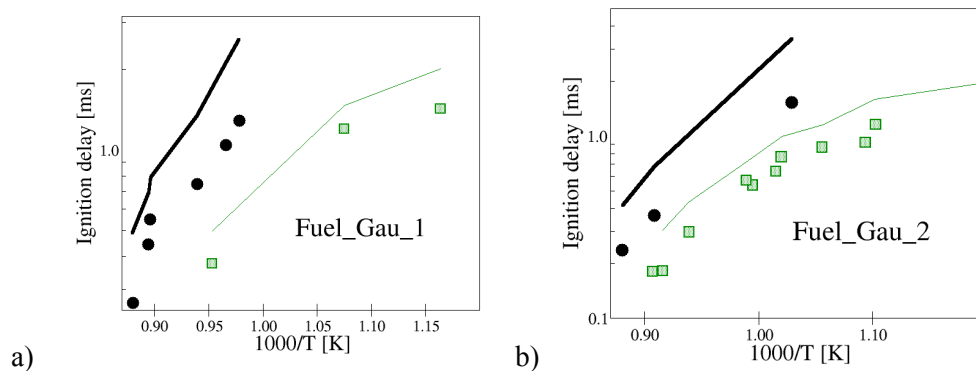 Ignition delay [ms]
1.0
Fuel_Gau_1
0.90 0.95 1.00 1.05 1.10 1.15
1000/T [K]
a)
Ignition delay [ms]
1.0
0.1
Fuel_Gau_2
0.90 1.00 1.10
1000/T [K]
b)